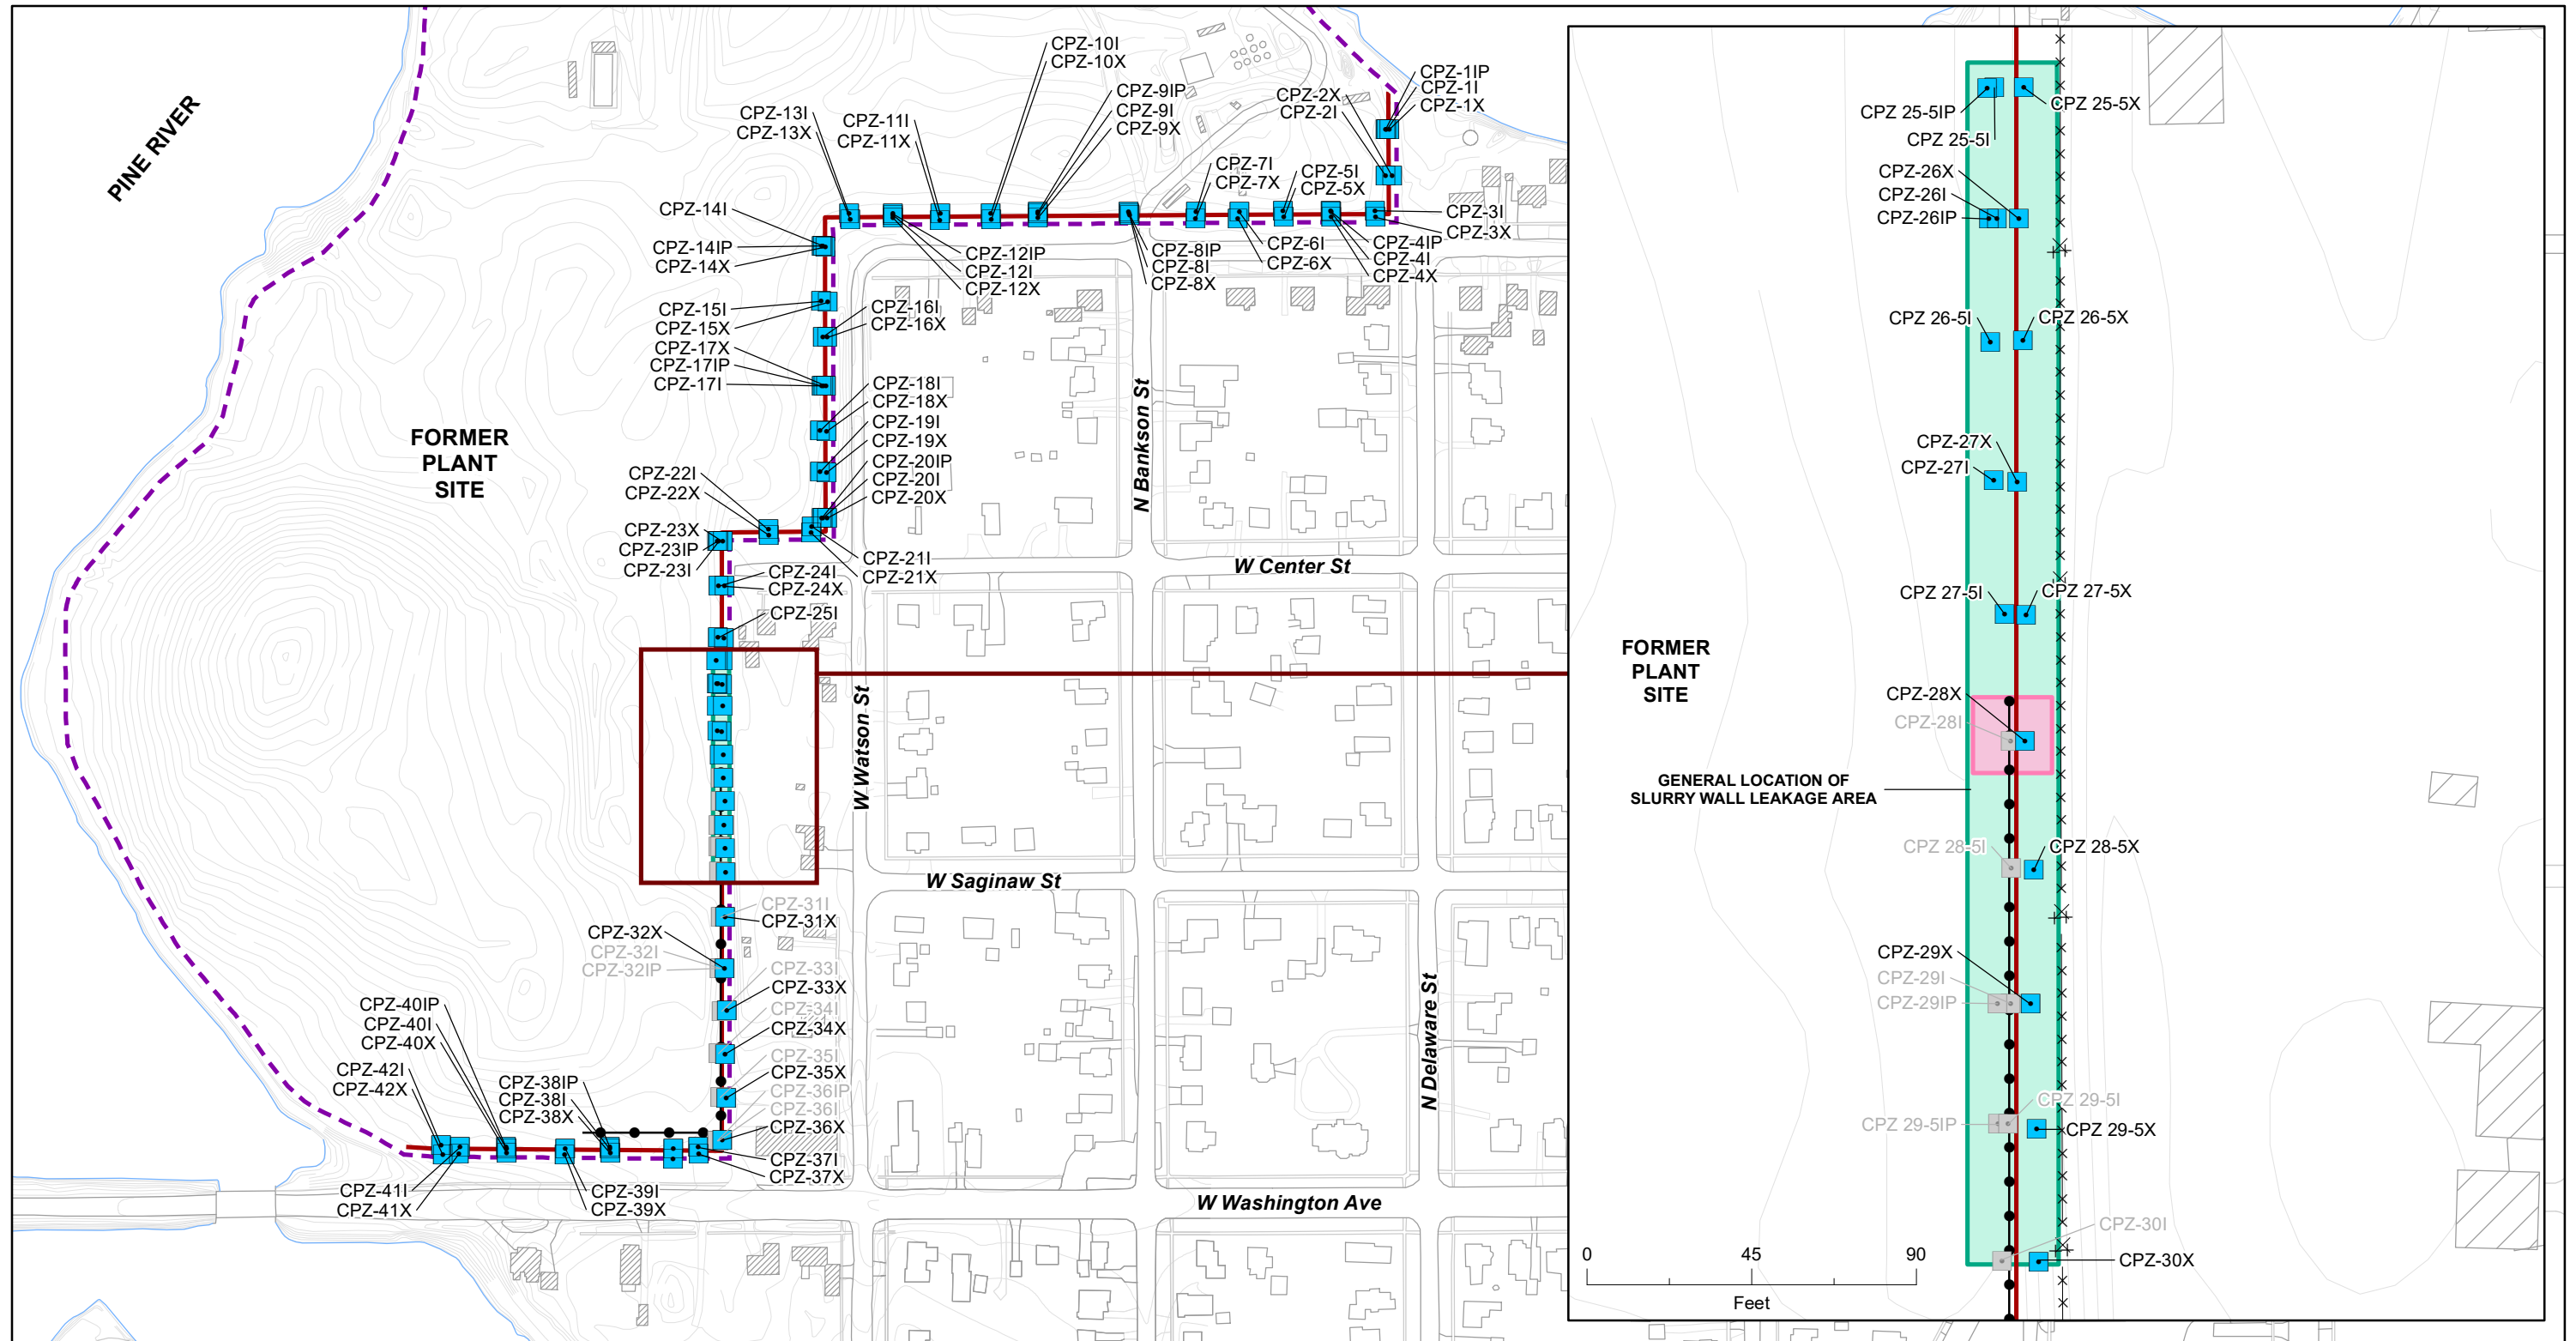 PINE RIVER
FORMER
PLANT
SITE
CPZ-10I
CPZ-10X
CPZ-9IP
CPZ-9I
CPZ-9X
CPZ-13I
CPZ-13X
CPZ-11I
CPZ-11X
CPZ-2X
CPZ-2I
CPZ-1IP
CPZ-1I
CPZ-1X
CPZ-7I
CPZ-7X
CPZ-5I
CPZ-5X
CPZ-3I
CPZ-3X
CPZ-14I
CPZ-14IP
CPZ-14X
CPZ-12IP
CPZ-12I
CPZ-12X
CPZ-8IP
CPZ-8I
CPZ-8X
CPZ-6I
CPZ-6X
CPZ-4IP
CPZ-4I
CPZ-4X
CPZ-15I
CPZ-15X
CPZ-16I
CPZ-16X
CPZ-17X
CPZ-17IP
CPZ-17I
CPZ-18I
CPZ-18X
CPZ-19I
CPZ-19X
CPZ-20IP
CPZ-20I
CPZ-20X
CPZ-22I
CPZ-22X
CPZ-23X
CPZ-23IP
CPZ-23I
CPZ-21I
CPZ-21X
CPZ-24I
CPZ-24X
CPZ-25I
N Bankson St
W Center St
W Watson St
W Saginaw St
N Delaware St
W Washington Ave
CPZ-31I
CPZ-31X
CPZ-32X
CPZ-32I
CPZ-32IP
CPZ-33I
CPZ-33X
CPZ-34I
CPZ-34X
CPZ-35I
CPZ-35X
CPZ-36IP
CPZ-36I
CPZ-36X
CPZ-37I
CPZ-37X
CPZ-40IP
CPZ-40I
CPZ-40X
CPZ-42I
CPZ-42X
CPZ-38IP
CPZ-38I
CPZ-38X
CPZ-41I
CPZ-41X
CPZ-39I
CPZ-39X
CPZ 25-5IP
CPZ 25-5I
CPZ 25-5X
CPZ-26X
CPZ-26I
CPZ-26IP
CPZ 26-5I
CPZ 26-5X
CPZ-27X
CPZ-27I
CPZ 27-5I
CPZ 27-5X
FORMER
PLANT
SITE
CPZ-28X
CPZ-28I
GENERAL LOCATION OF
SLURRY WALL LEAKAGE AREA
CPZ 28-5I
CPZ 28-5X
CPZ-29X
CPZ-29I
CPZ-29IP
CPZ 29-5I
CPZ 29-5IP
CPZ 29-5X
CPZ-30I
CPZ-30X
0 45 90
Feet